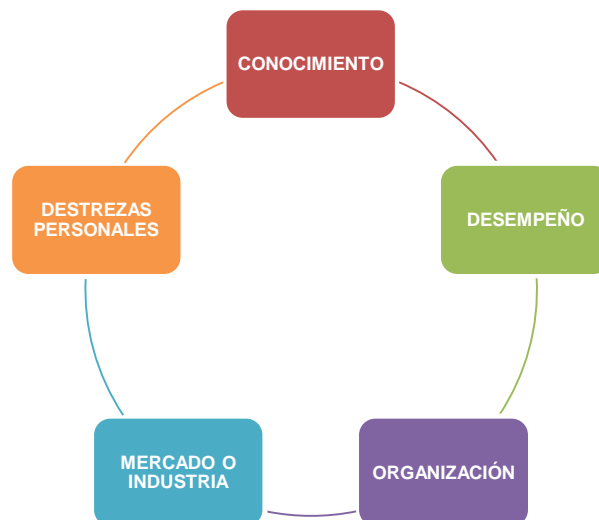 CONOCIMIENTO
DESEMPEÑO
ORGANIZACIÓN
MERCADO O
INDUSTRIA
DESTREZAS
PERSONALES